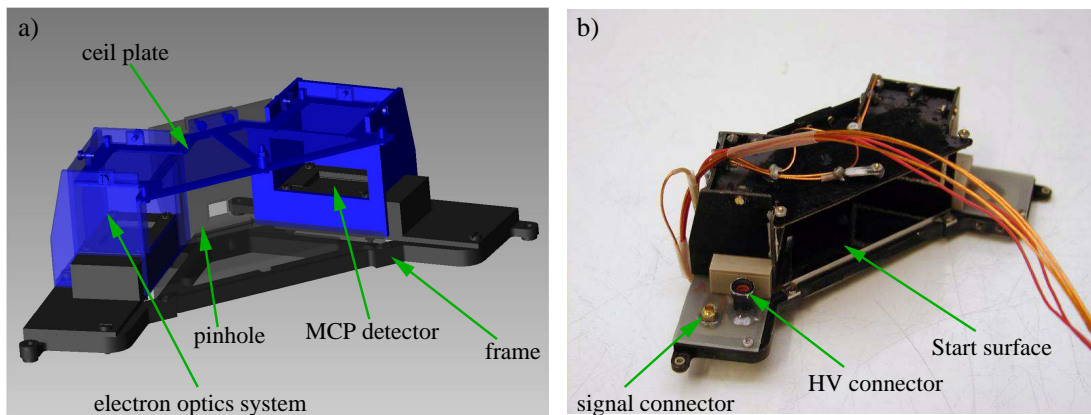 a)
ceil plate
pinhole
MCP detector
frame
electron optics system
b)
Start surface
HV connector
signal connector